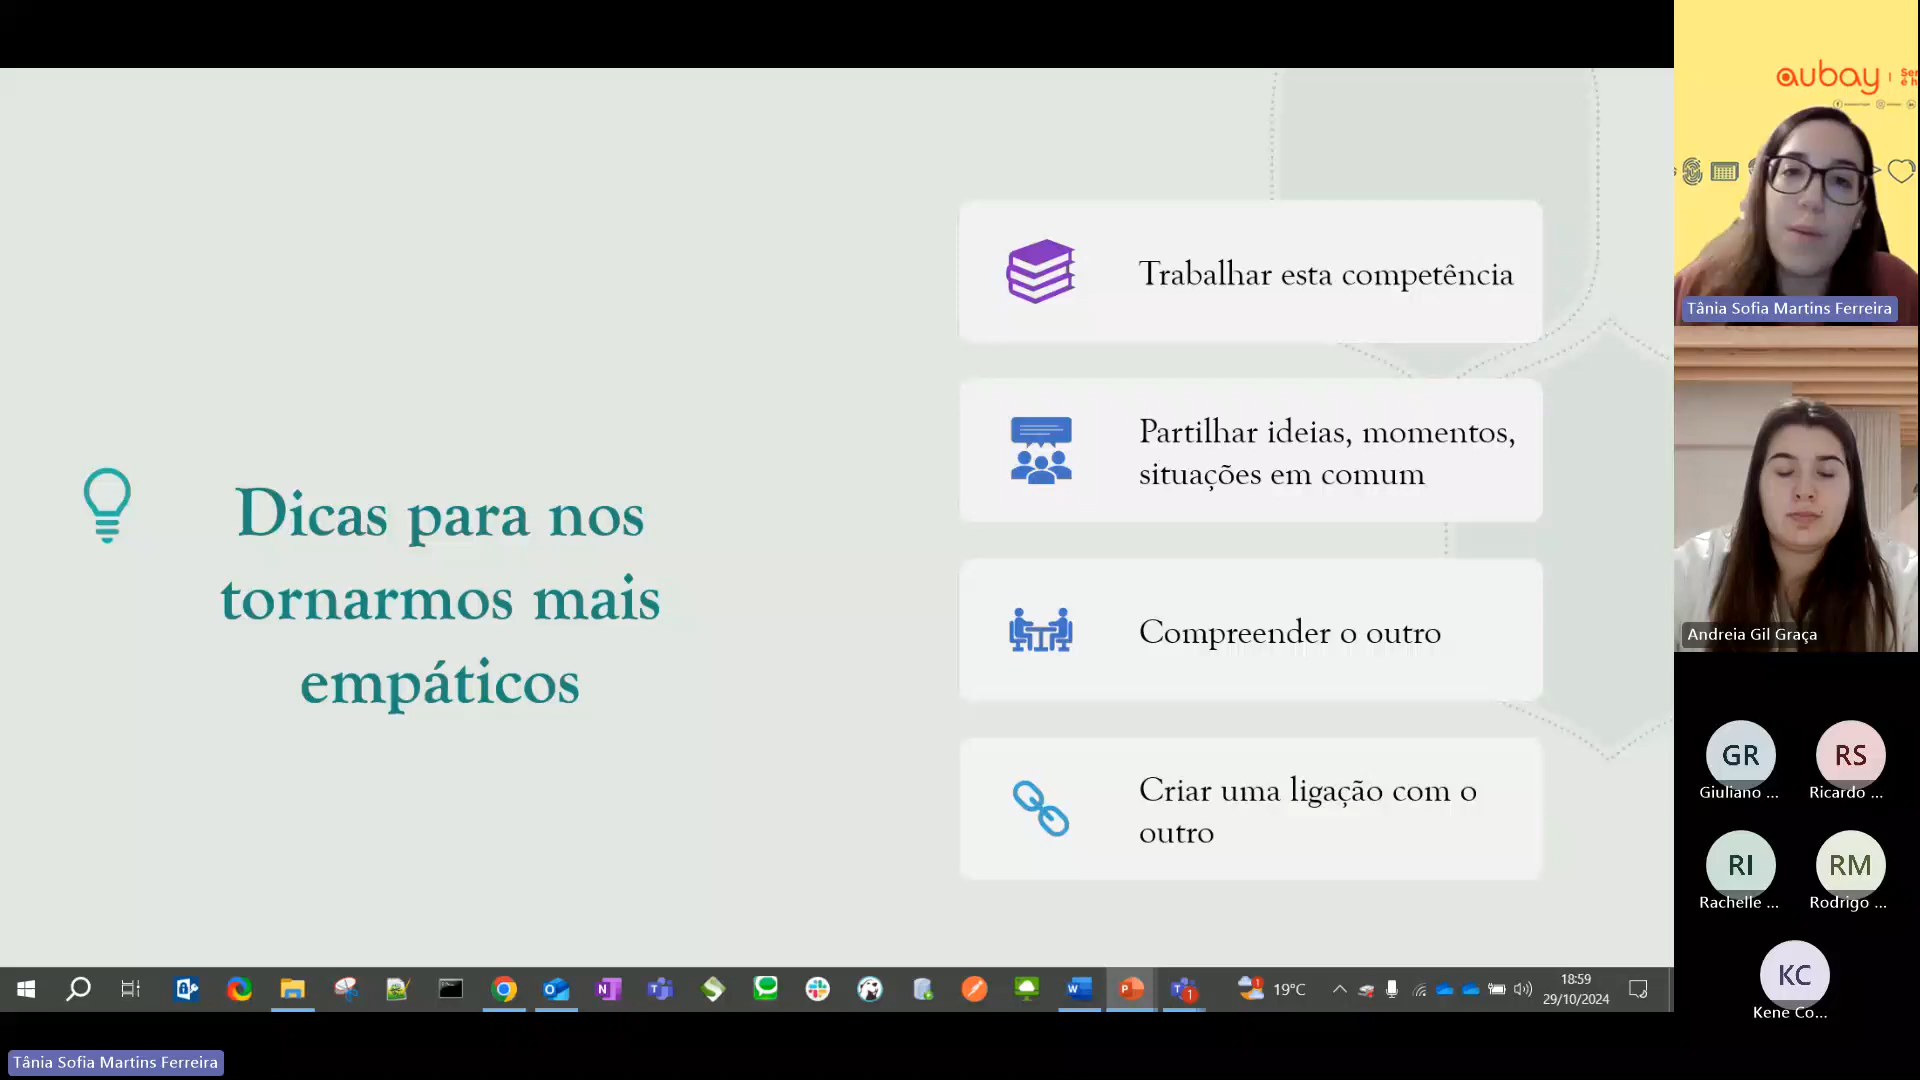 Dicas para nos
tornarmos mais
empáticos
Trabalhar esta competência
Partilhar ideias, momentos,
situações em comum
Compreender o outro
Criar uma ligação com o
outro
aubay
Tânia Sofia Martins Ferreira
Andreia Gil Graça
GR
Giuliano ...
RS
Ricardo ...
RI
Rachelle ...
RM
Rodrigo ...
KC
Kene Co...
19°C
18:59
29/10/2024
Tânia Sofia Martins Ferreira